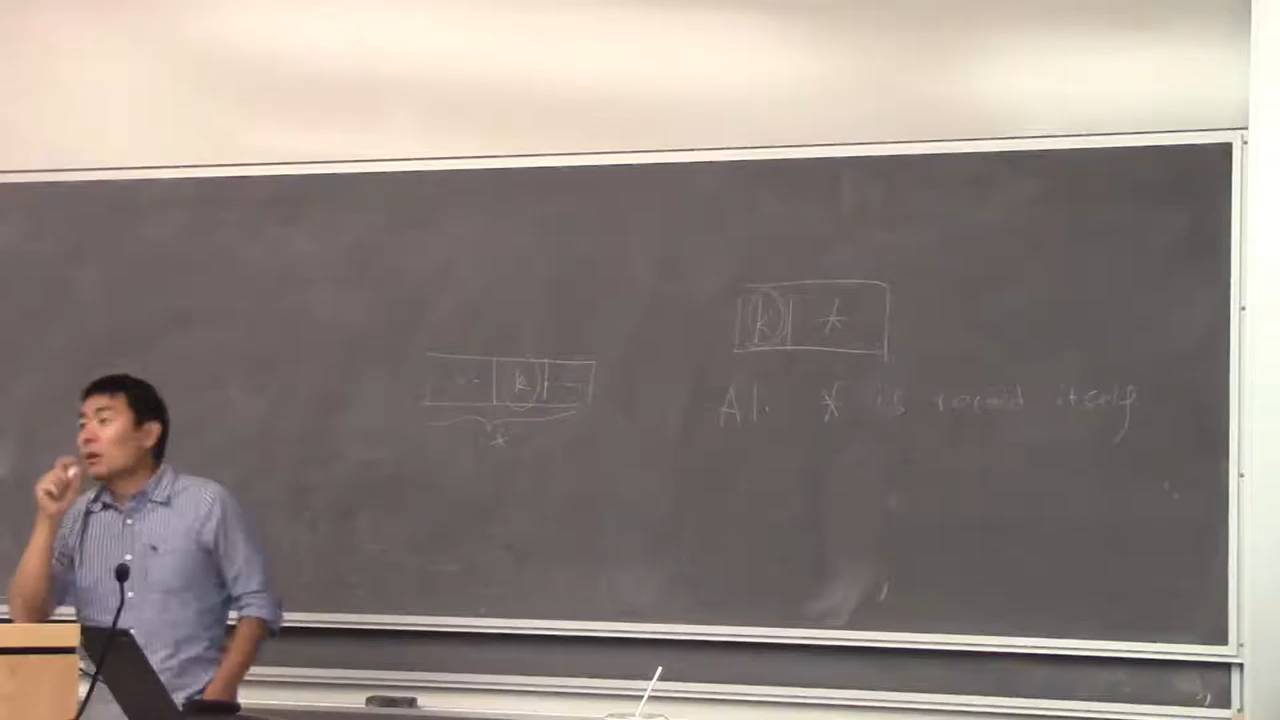 k *
-- k --
*
A1. * is record itself